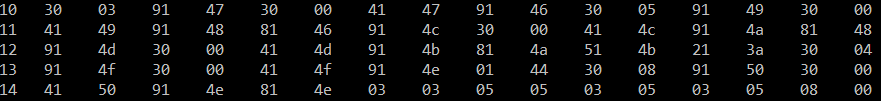 10 30 03 91 47 30 00 41 47 91 46 30 05 91 49 30 00
11 41 49 91 48 81 46 91 4c 30 00 41 4c 91 4a 81 48
12 91 4d 30 00 41 4d 91 4b 81 4a 51 4b 21 3a 30 04
13 91 4f 30 00 41 4f 91 4e 01 44 30 08 91 50 30 00
14 41 50 91 4e 81 4e 03 03 05 05 03 05 03 05 08 00